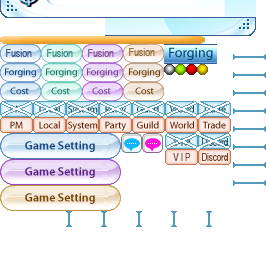 Fusion Fusion Fusion Fusion Forging
Forging Forging Forging Forging
Cost Cost Cost Cost
PM Local System Party Guild World Trade
Game Setting
VIP Discord
Game Setting
Game Setting